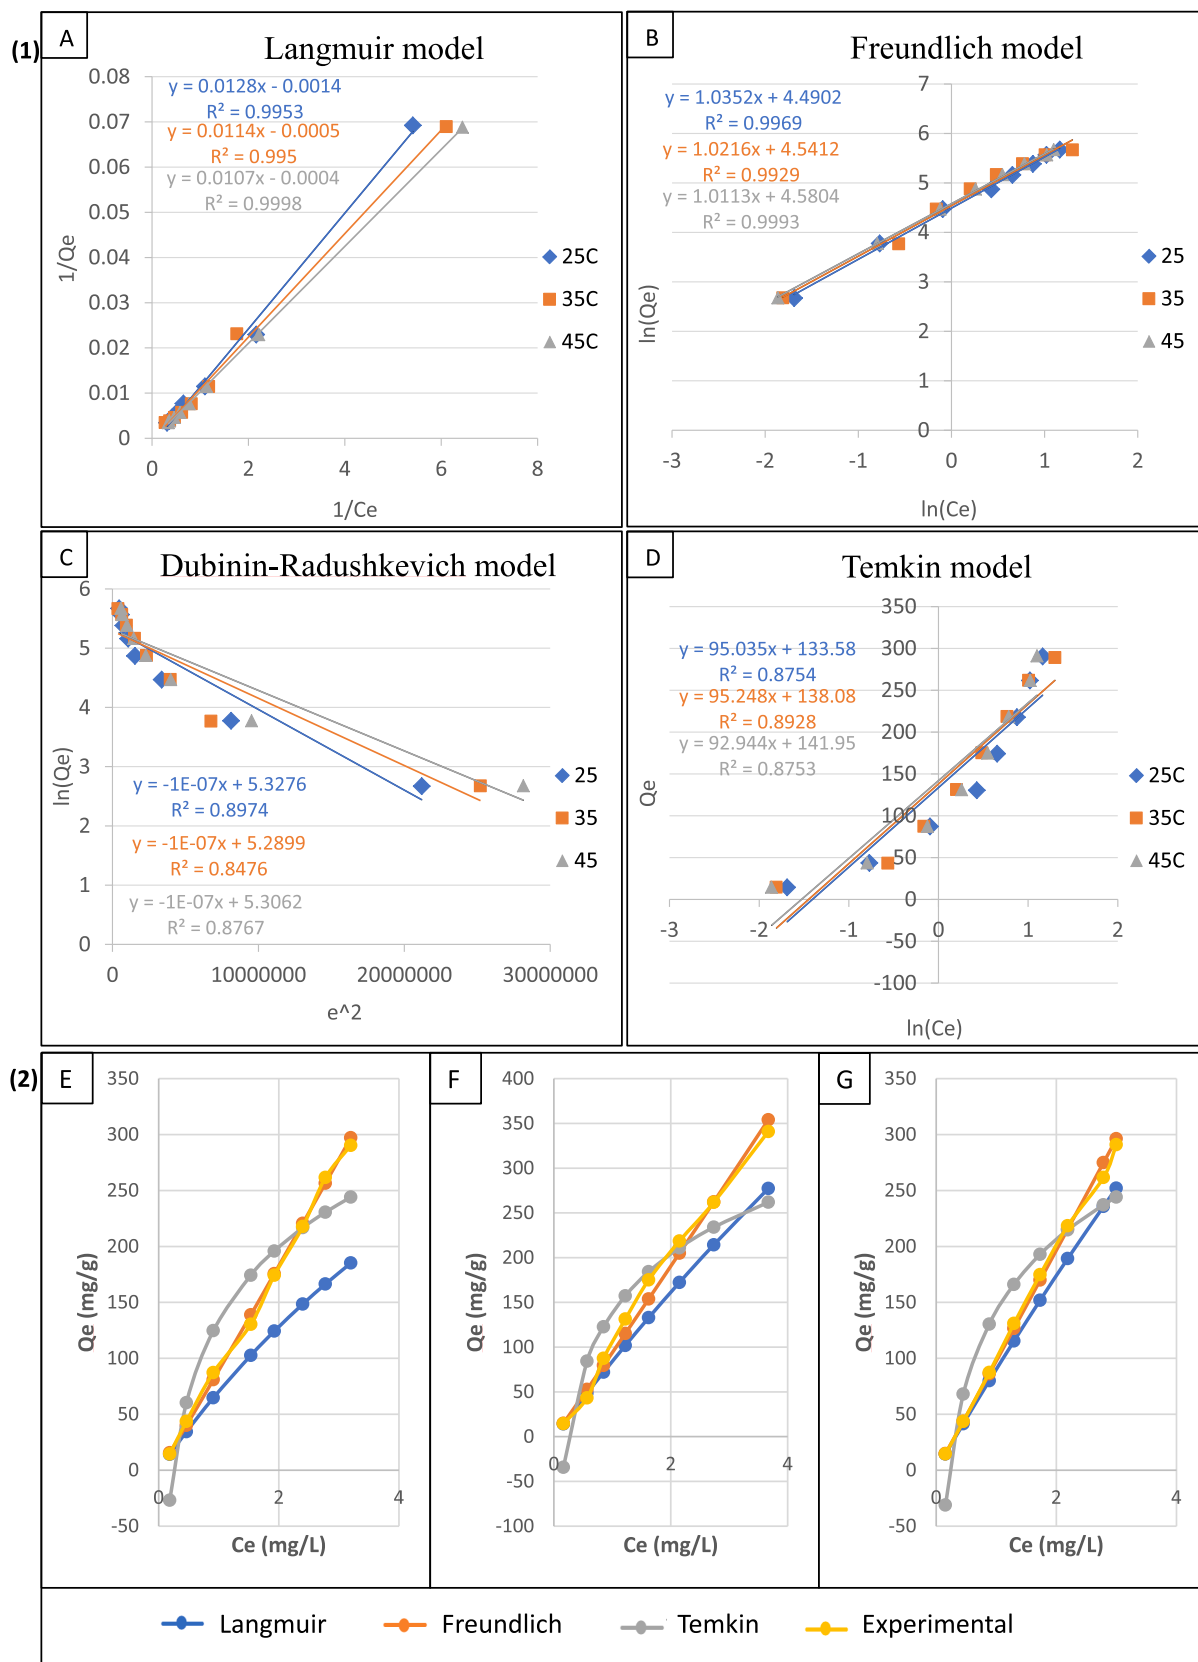 (1)
A
Langmuir model
y = 0.0128x - 0.0014
R² = 0.9953
y = 0.0114x - 0.0005
R² = 0.995
y = 0.0107x - 0.0004
R² = 0.9998
0.08
0.07
0.06
0.05
0.04
0.03
0.02
0.01
0
1/Qe
0 2 4 6 8
1/Ce
25C
35C
45C
B
Freundlich model
y = 1.0352x + 4.4902
R² = 0.9969
y = 1.0216x + 4.5412
R² = 0.9929
y = 1.0113x + 4.5804
R² = 0.9993
7
6
5
4
3
2
1
0
ln(Qe)
-3 -2 -1 0 1 2
ln(Ce)
25
35
45
C
Dubinin-Radushkevich model
6
5
4
3
2
1
0
ln(Qe)
y = -1E-07x + 5.3276
R² = 0.8974
y = -1E-07x + 5.2899
R² = 0.8476
y = -1E-07x + 5.3062
R² = 0.8767
0 10000000 20000000 30000000
e^2
25
35
45
D
Temkin model
y = 95.035x + 133.58
R² = 0.8754
y = 95.248x + 138.08
R² = 0.8928
y = 92.944x + 141.95
R² = 0.8753
350
300
250
200
150
100
50
0
-50
-100
Qe
-3 -2 -1 0 1 2
ln(Ce)
25C
35C
45C
(2)
E
350
300
250
200
150
100
50
0
-50
Qe (mg/g)
0 2 4
Ce (mg/L)
F
400
350
300
250
200
150
100
50
0
-50
-100
Qe (mg/g)
0 2 4
Ce (mg/L)
G
350
300
250
200
150
100
50
0
-50
Qe (mg/g)
0 2 4
Ce (mg/L)
Langmuir Freundlich Temkin Experimental